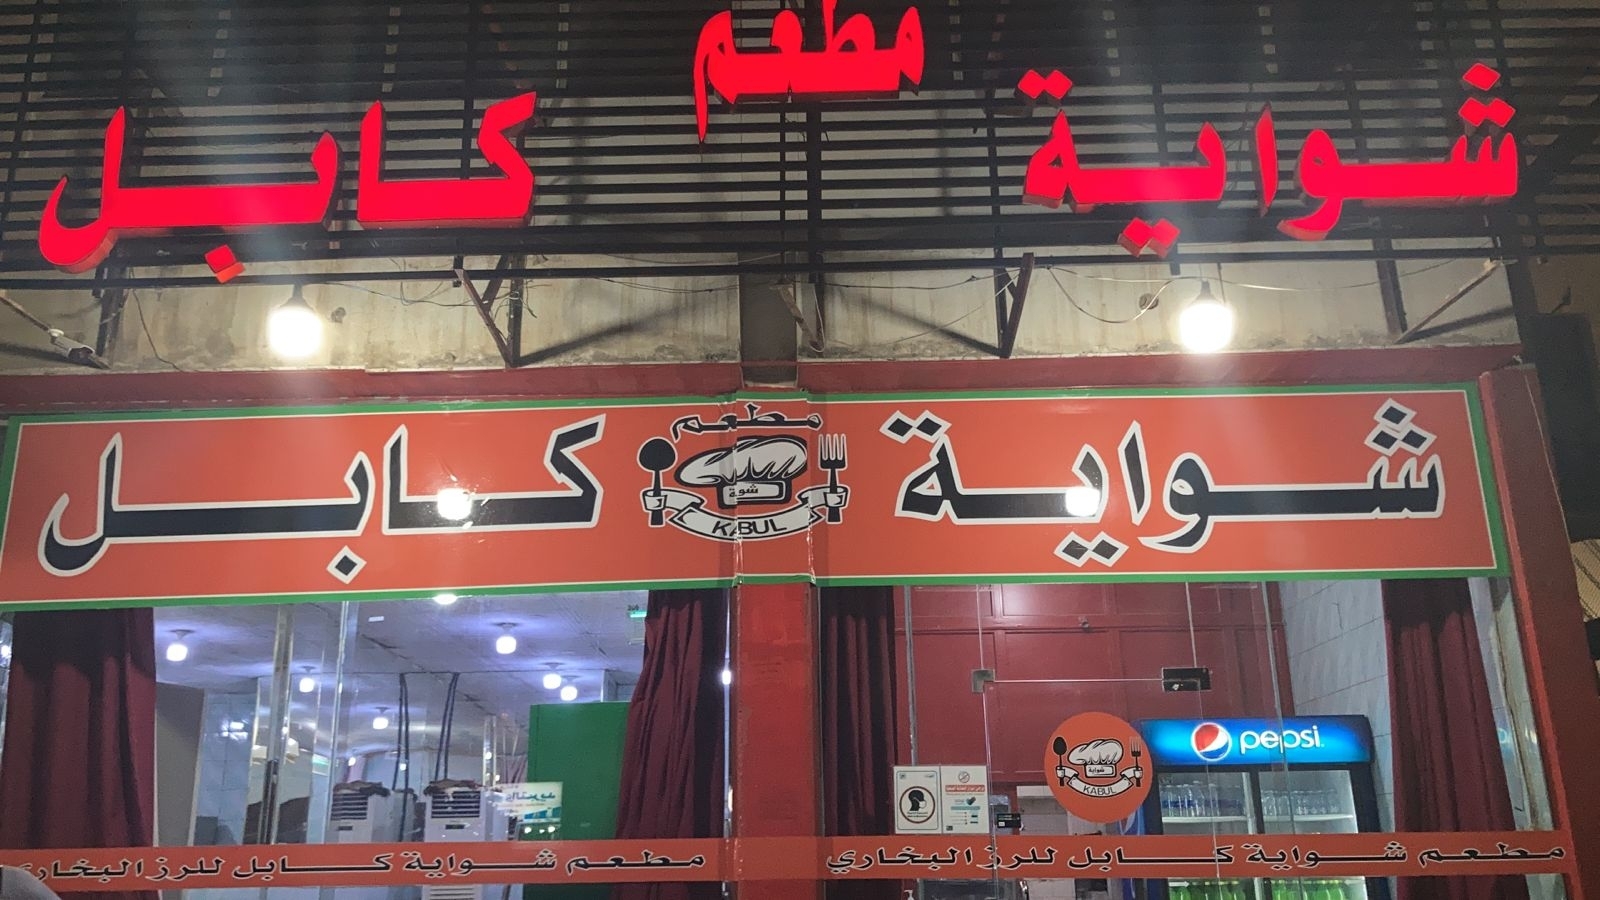 مطعم
شواية كابل
شواية كابل
مطعم
شوية
KABUL
pepsi
شواية
KABUL
مطعم شواية كابل للرز البخاري
مطعم شواية كابل للرز البخاري